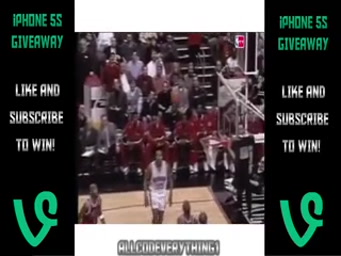 iPHONE 5S
GIVEAWAY
LIKE AND
SUBSCRIBE
TO WIN!
iPHONE 5S
GIVEAWAY
LIKE AND
SUBSCRIBE
TO WIN!
ALLCODEVERYTHING1